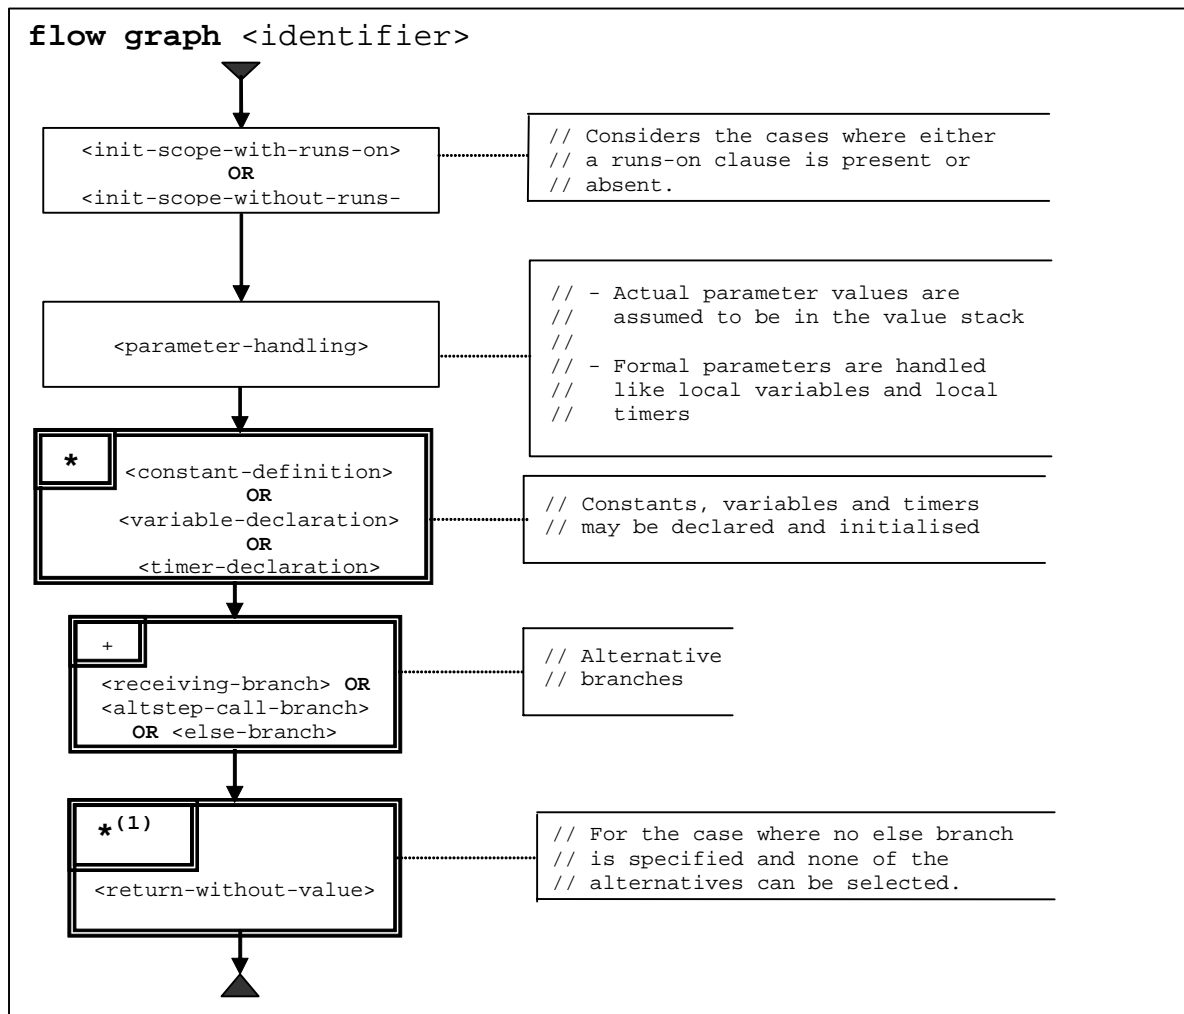 flow graph <identifier>
<init-scope-with-runs-on>
OR
<init-scope-without-runs-
// Considers the cases where either
// a runs-on clause is present or
// absent.
<parameter-handling>
// - Actual parameter values are
//   assumed to be in the value stack
//
// - Formal parameters are handled
//   like local variables and local
//   timers
*
<constant-definition>
OR
<variable-declaration>
OR
<timer-declaration>
// Constants, variables and timers
// may be declared and initialised
+
<receiving-branch> OR
<altstep-call-branch>
OR <else-branch>
// Alternative
// branches
*(1)
<return-without-value>
// For the case where no else branch
// is specified and none of the
// alternatives can be selected.